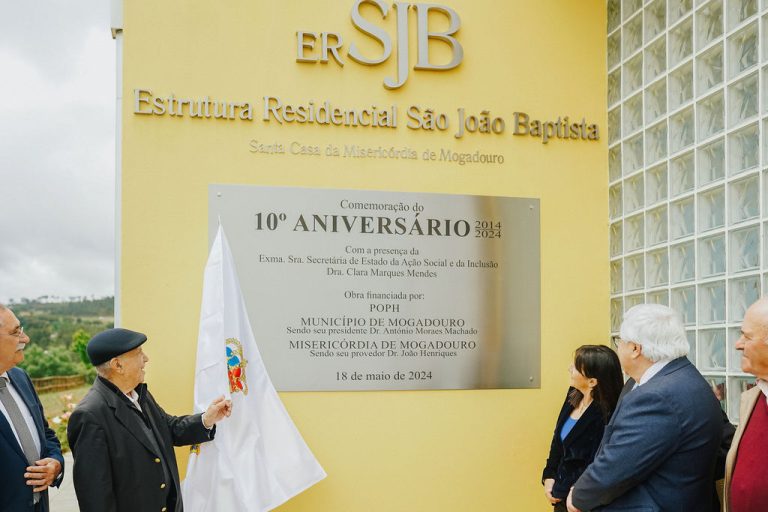 ER SJB
Estrutura Residencial São João Baptista
Santa Casa da Misericórdia de Mogadouro
Comemoração do
10º ANIVERSÁRIO 2014 2024
Com a presença da
Exma. Sra. Secretária de Estado da Ação Social e da Inclusão
Dra. Clara Marques Mendes
Obra financiada por:
POPH
MUNICÍPIO DE MOGADOURO
Sendo seu presidente Dr. António Moraes Machado
MISERICÓRDIA DE MOGADOURO
Sendo seu provedor Dr. João Henriques
18 de maio de 2024